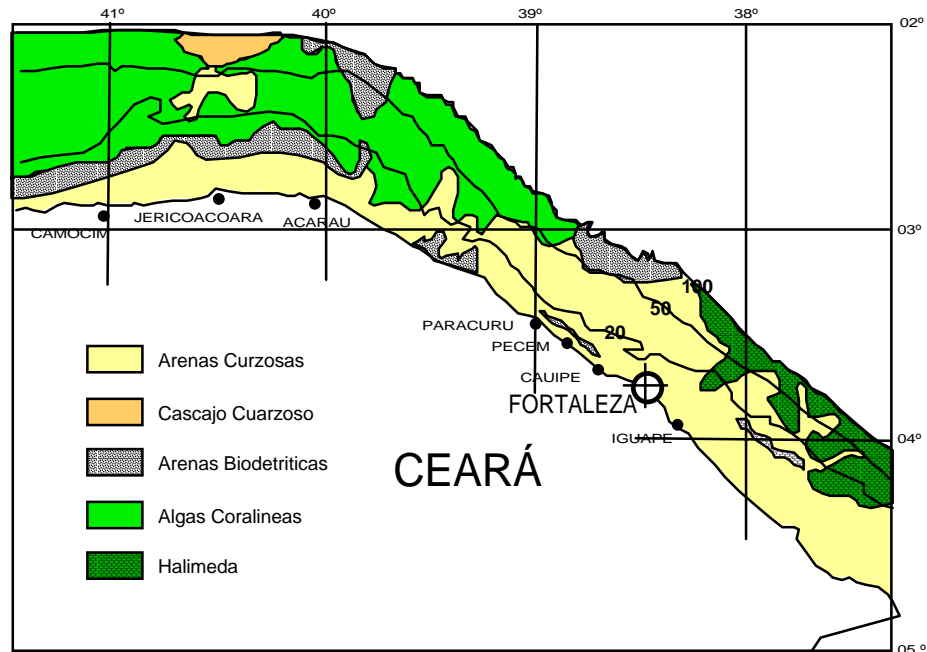 41º 40º 39º 38º
02º
JERICOACOARA
CAMOCIM
ACARAU
03º
100
50
20
PARACURU
PECEM
CAUIPE
FORTALEZA
IGUAPE
04º
CEARÁ
Arenas Curzosas
Cascajo Cuarzoso
Arenas Biodetriticas
Algas Coralineas
Halimeda
05 º